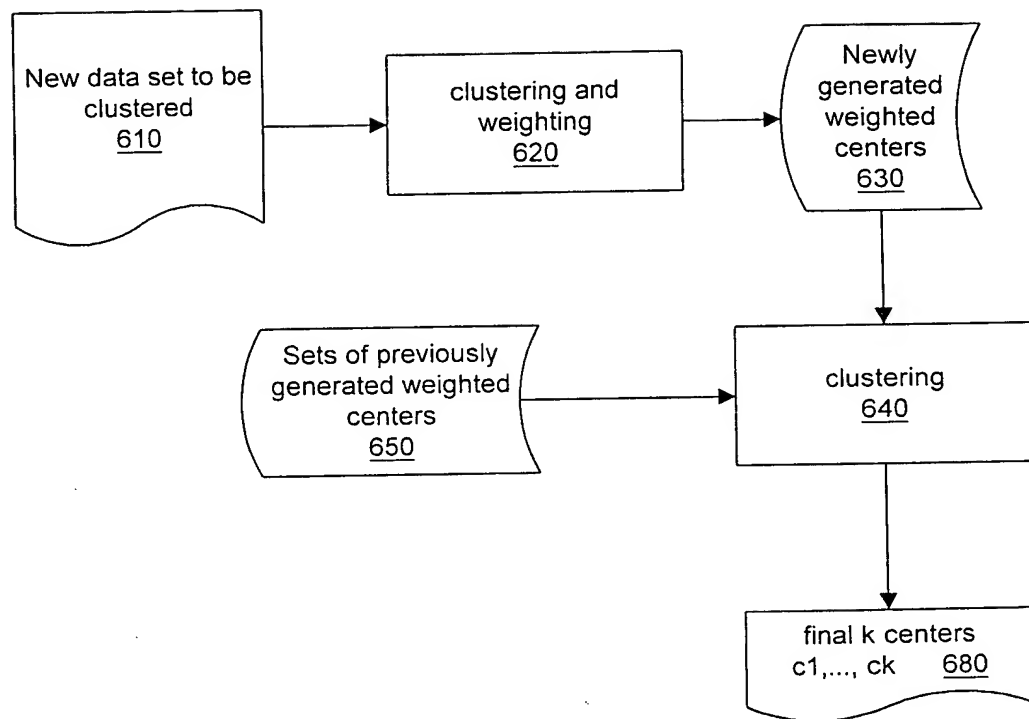 New data set to be
clustered
610
clustering and
weighting
620
Newly
generated
weighted
centers
630
Sets of previously
generated weighted
centers
650
clustering
640
final k centers
c1,..., ck 680